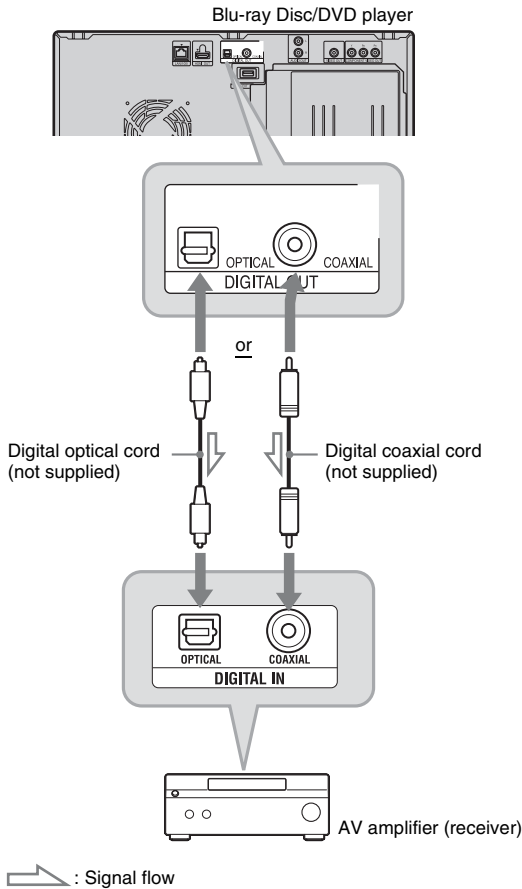 Blu-ray Disc/DVD player
OPTICAL
COAXIAL
DIGITAL OUT
or
Digital optical cord
(not supplied)
Digital coaxial cord
(not supplied)
OPTICAL
COAXIAL
DIGITAL IN
AV amplifier (receiver)
: Signal flow